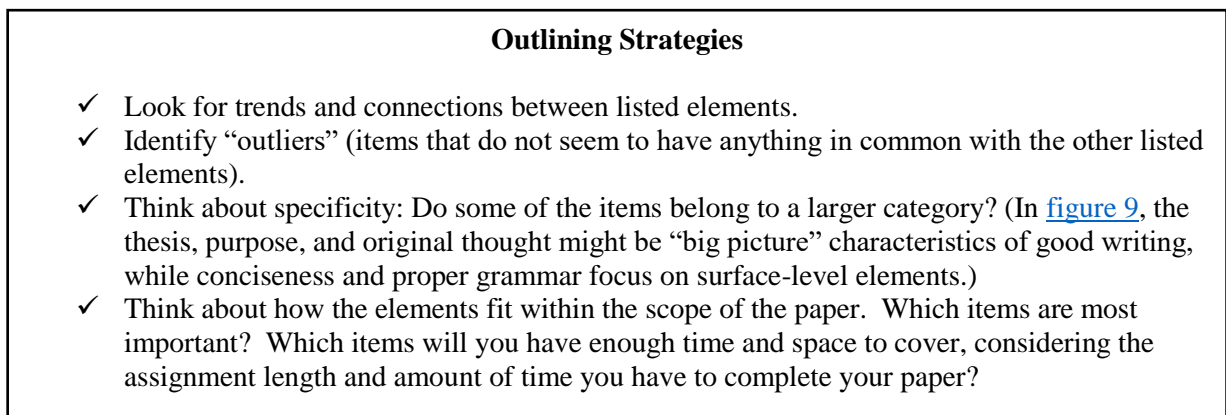 Outlining Strategies
✓ Look for trends and connections between listed elements.
✓ Identify “outliers” (items that do not seem to have anything in common with the other listed
elements).
✓ Think about specificity: Do some of the items belong to a larger category? (In figure 9, the
thesis, purpose, and original thought might be “big picture” characteristics of good writing,
while conciseness and proper grammar focus on surface-level elements.)
✓ Think about how the elements fit within the scope of the paper.  Which items are most
important?  Which items will you have enough time and space to cover, considering the
assignment length and amount of time you have to complete your paper?